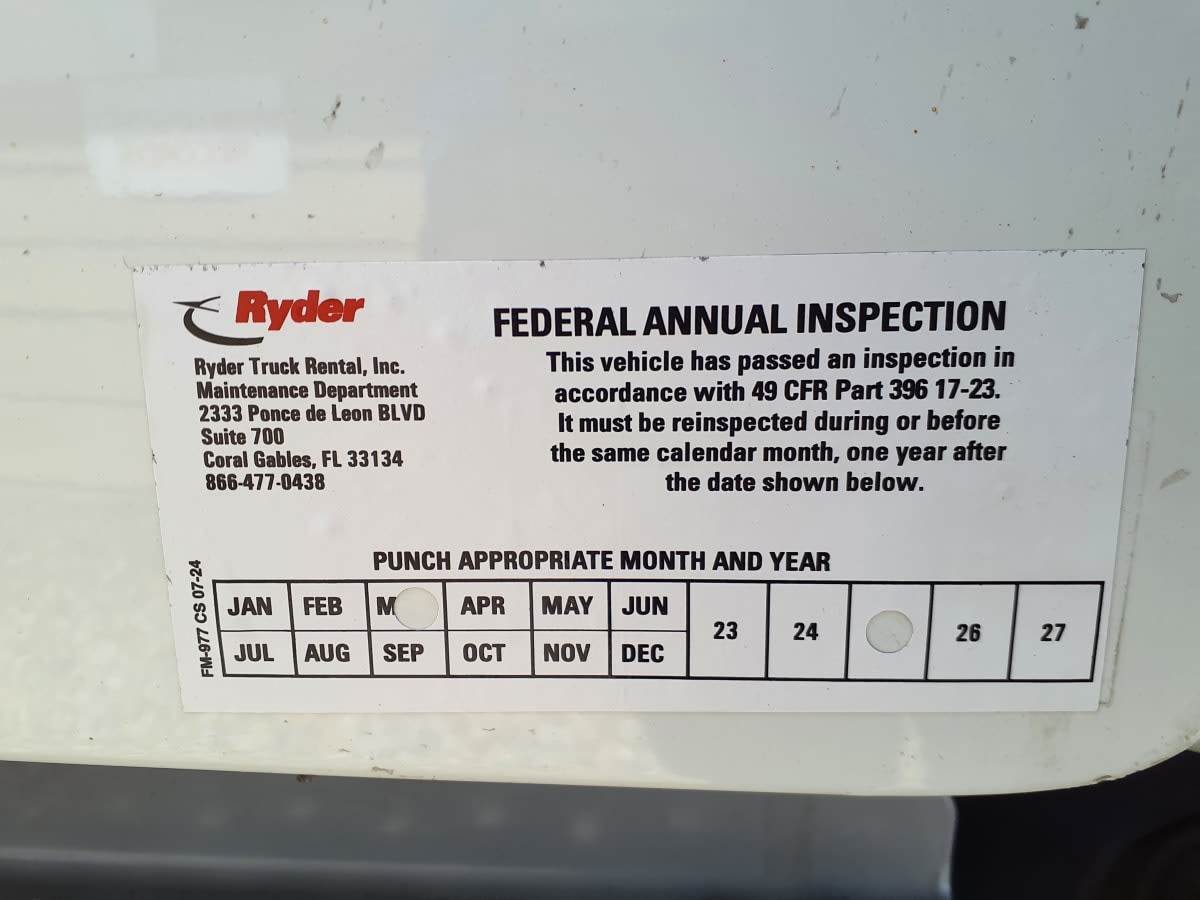 Ryder
Ryder Truck Rental, Inc.
Maintenance Department
2333 Ponce de Leon BLVD
Suite 700
Coral Gables, FL 33134
866-477-0438
FEDERAL ANNUAL INSPECTION
This vehicle has passed an inspection in
accordance with 49 CFR Part 396 17-23.
It must be reinspected during or before
the same calendar month, one year after
the date shown below.
PUNCH APPROPRIATE MONTH AND YEAR
FM-977 CS 07-24
JAN FEB M APR MAY JUN
JUL AUG SEP OCT NOV DEC
23 24 26 27